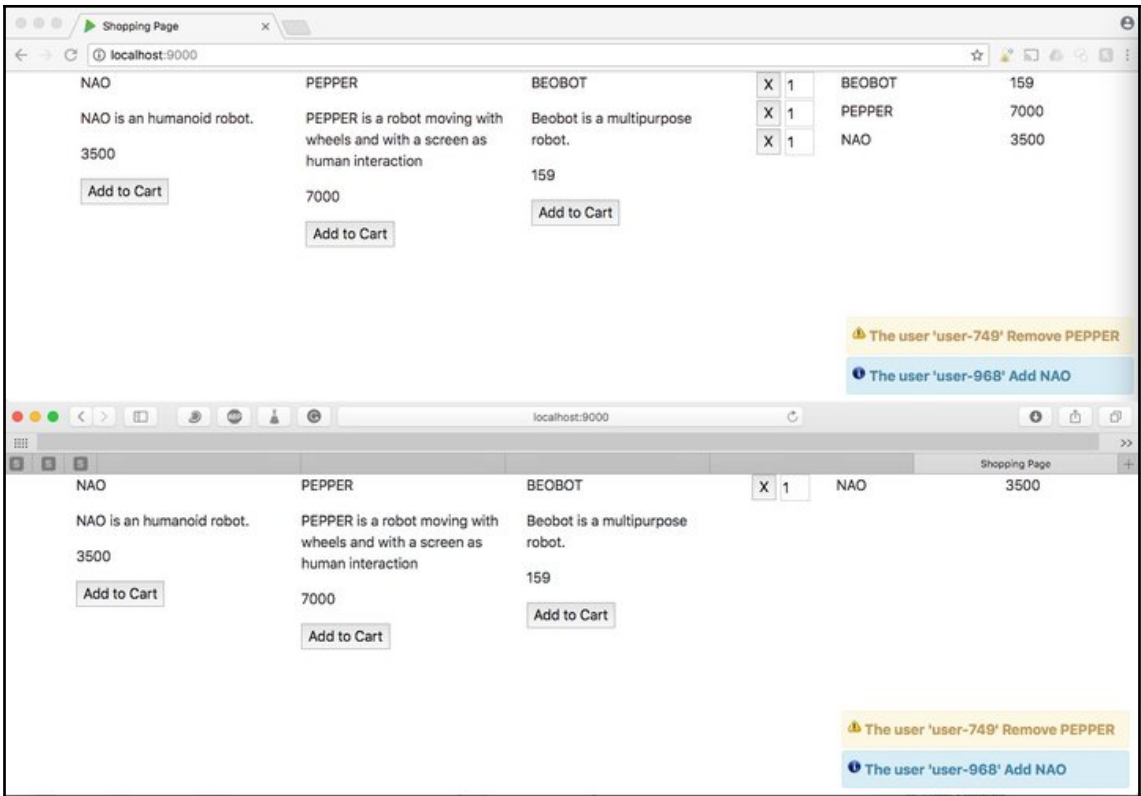 Shopping Page
localhost:9000
NAO
PEPPER
BEOBOT
X 1 BEOBOT 159
NAO is an humanoid robot.
PEPPER is a robot moving with
wheels and with a screen as
human interaction
Beobot is a multipurpose
robot.
X 1 PEPPER 7000
X 1 NAO 3500
3500
7000
159
Add to Cart
Add to Cart
Add to Cart
The user 'user-749' Remove PEPPER
The user 'user-968' Add NAO
localhost:9000
Shopping Page
NAO
PEPPER
BEOBOT
X 1 NAO 3500
NAO is an humanoid robot.
PEPPER is a robot moving with
wheels and with a screen as
human interaction
Beobot is a multipurpose
robot.
3500
7000
159
Add to Cart
Add to Cart
Add to Cart
The user 'user-749' Remove PEPPER
The user 'user-968' Add NAO